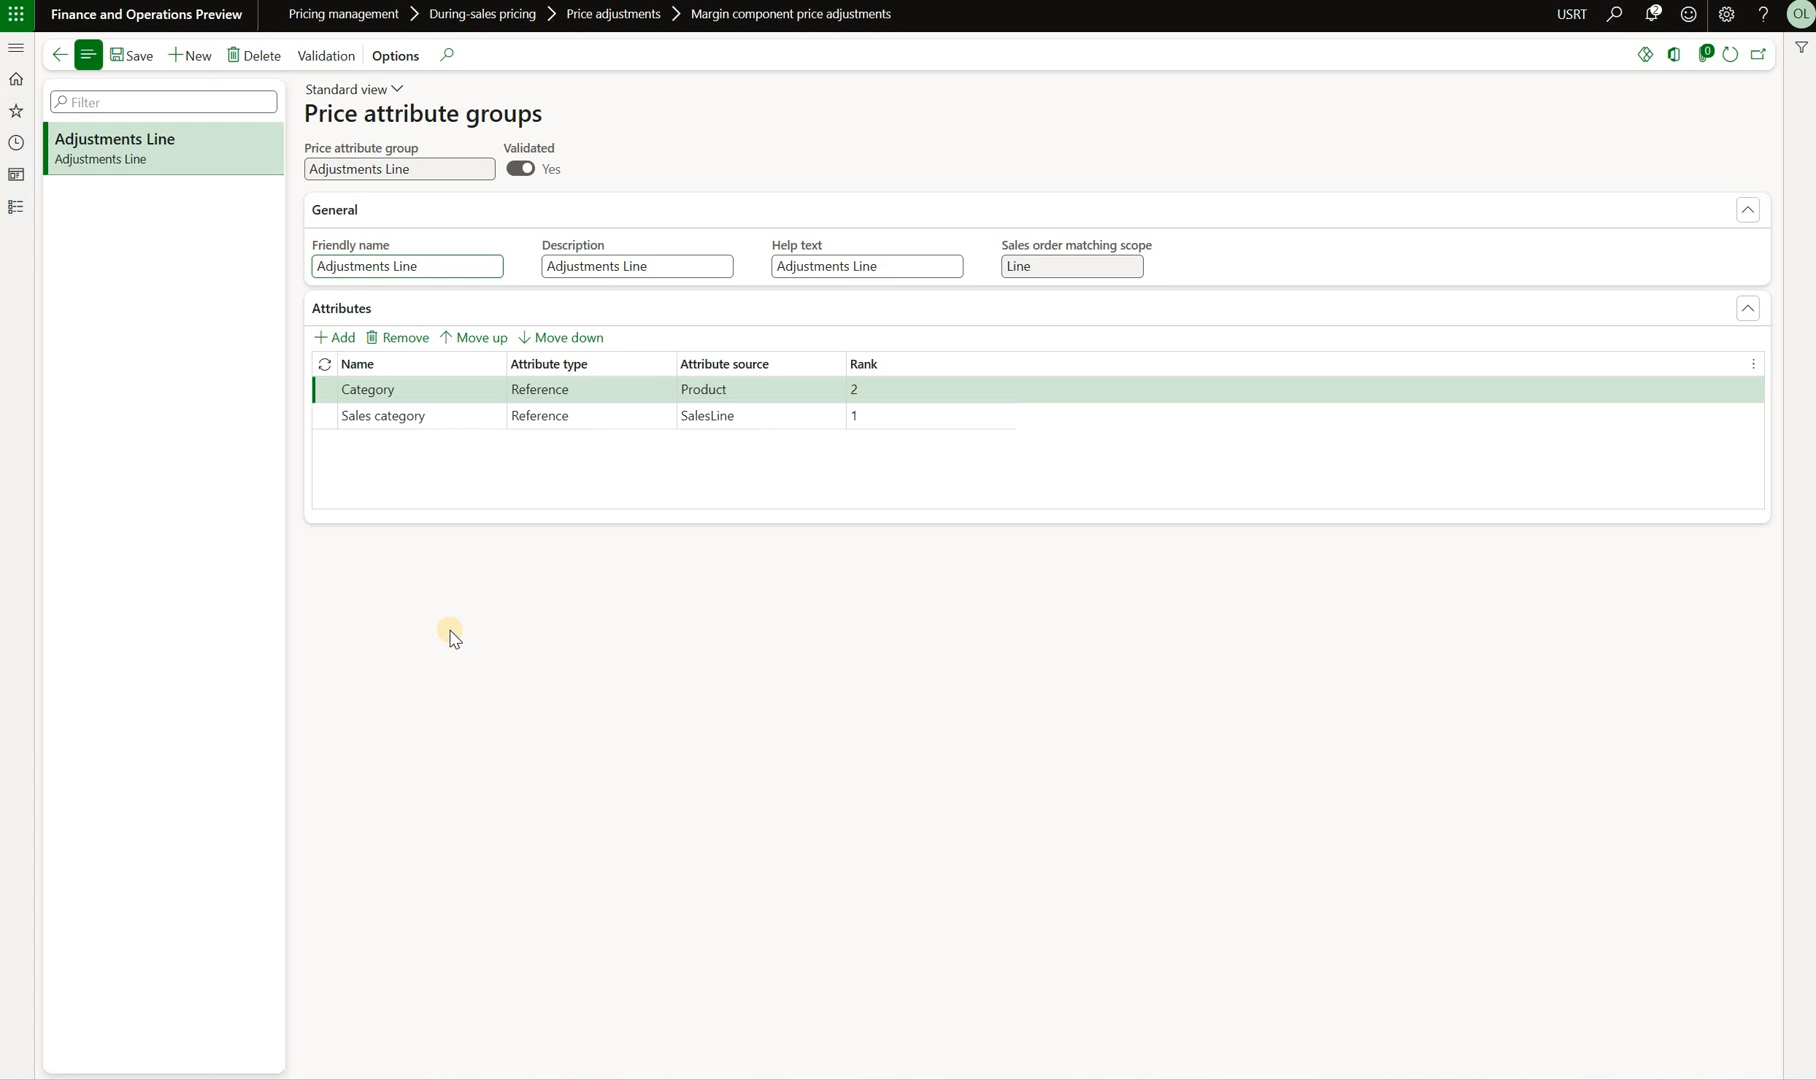 Finance and Operations Preview
Pricing management > During-sales pricing > Price adjustments > Margin component price adjustments
USRT
2
?
OL
Save
+ New
Delete
Validation
Options
0
Filter
Adjustments Line
Adjustments Line
Standard view
Price attribute groups
Price attribute group
Validated
Adjustments Line
Yes
General
Friendly name
Description
Help text
Sales order matching scope
Adjustments Line
Adjustments Line
Adjustments Line
Line
Attributes
+ Add
Remove
↑ Move up
↓ Move down
Name
Attribute type
Attribute source
Rank
Category
Reference
Product
2
Sales category
Reference
SalesLine
1